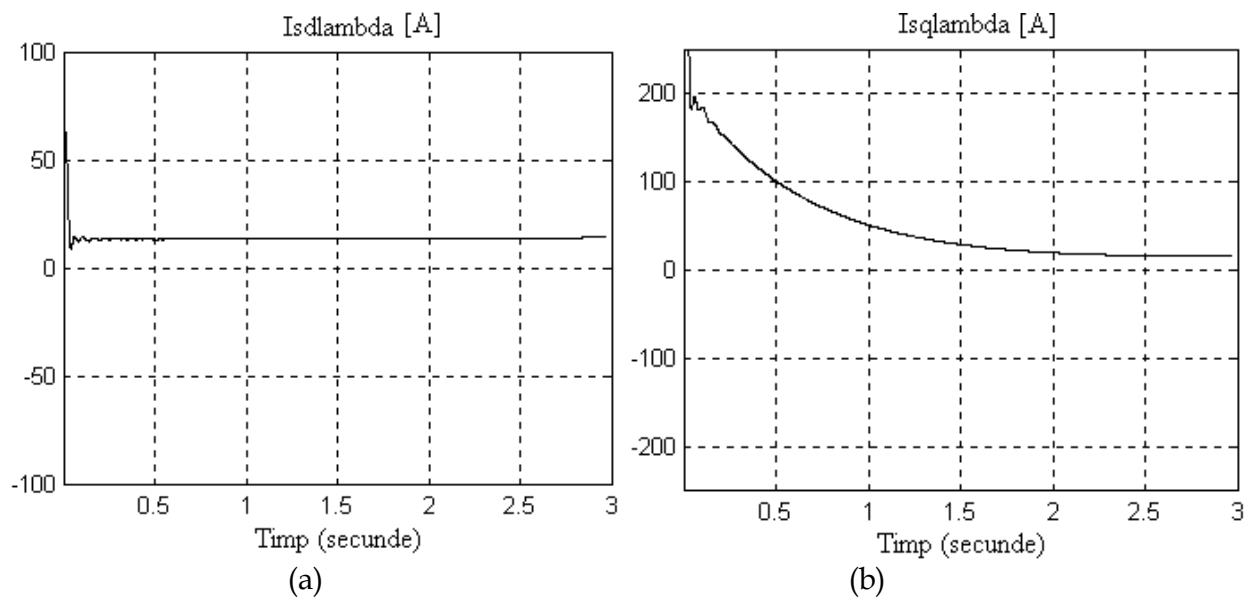 Isdlambda [A]
100
50
0
-50
-100
0.5 1 1.5 2 2.5 3
Timp (secunde)
(a)
Isqlambda [A]
200
100
0
-100
-200
0.5 1 1.5 2 2.5 3
Timp (secunde)
(b)